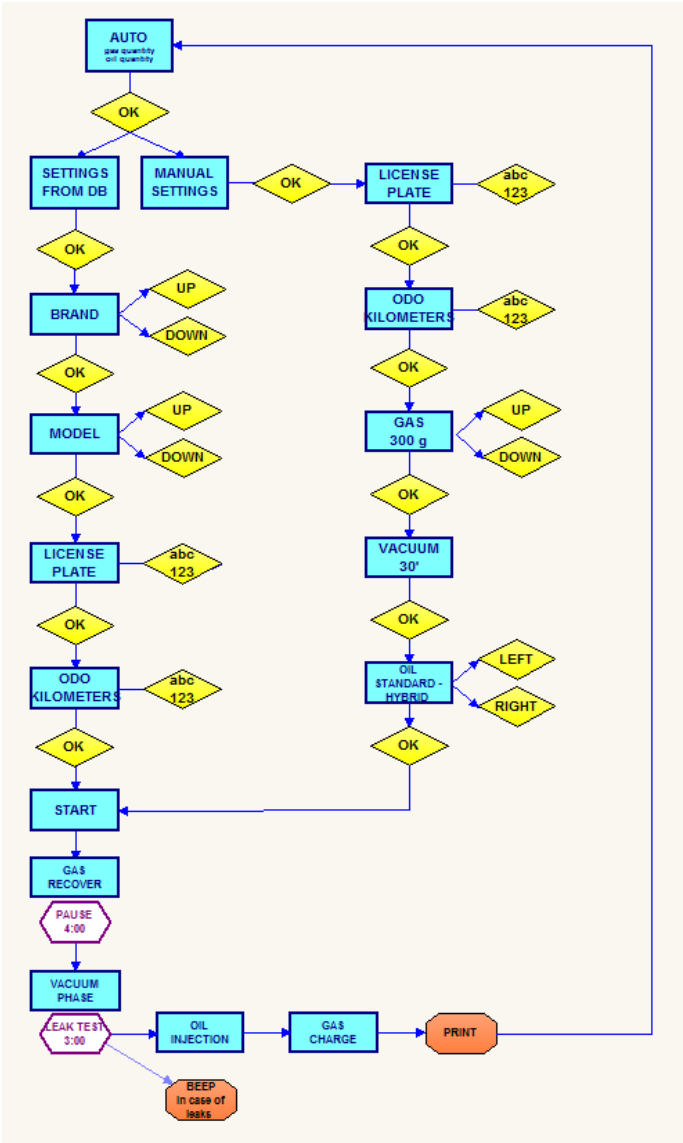 AUTO
gas quantity
oil quantity
OK
SETTINGS
FROM DB
MANUAL
SETTINGS
OK
LICENSE
PLATE
abc
123
OK
OK
BRAND
UP
DOWN
ODO
KILOMETERS
abc
123
OK
OK
MODEL
UP
DOWN
GAS
300 g
UP
DOWN
OK
OK
LICENSE
PLATE
abc
123
VACUUM
30'
OK
OK
ODO
KILOMETERS
abc
123
OIL
STANDARD -
HYBRID
LEFT
RIGHT
OK
OK
START
GAS
RECOVER
PAUSE
4:00
VACUUM
PHASE
LEAK TEST
3:00
OIL
INJECTION
GAS
CHARGE
PRINT
BEEP
in case of
leaks